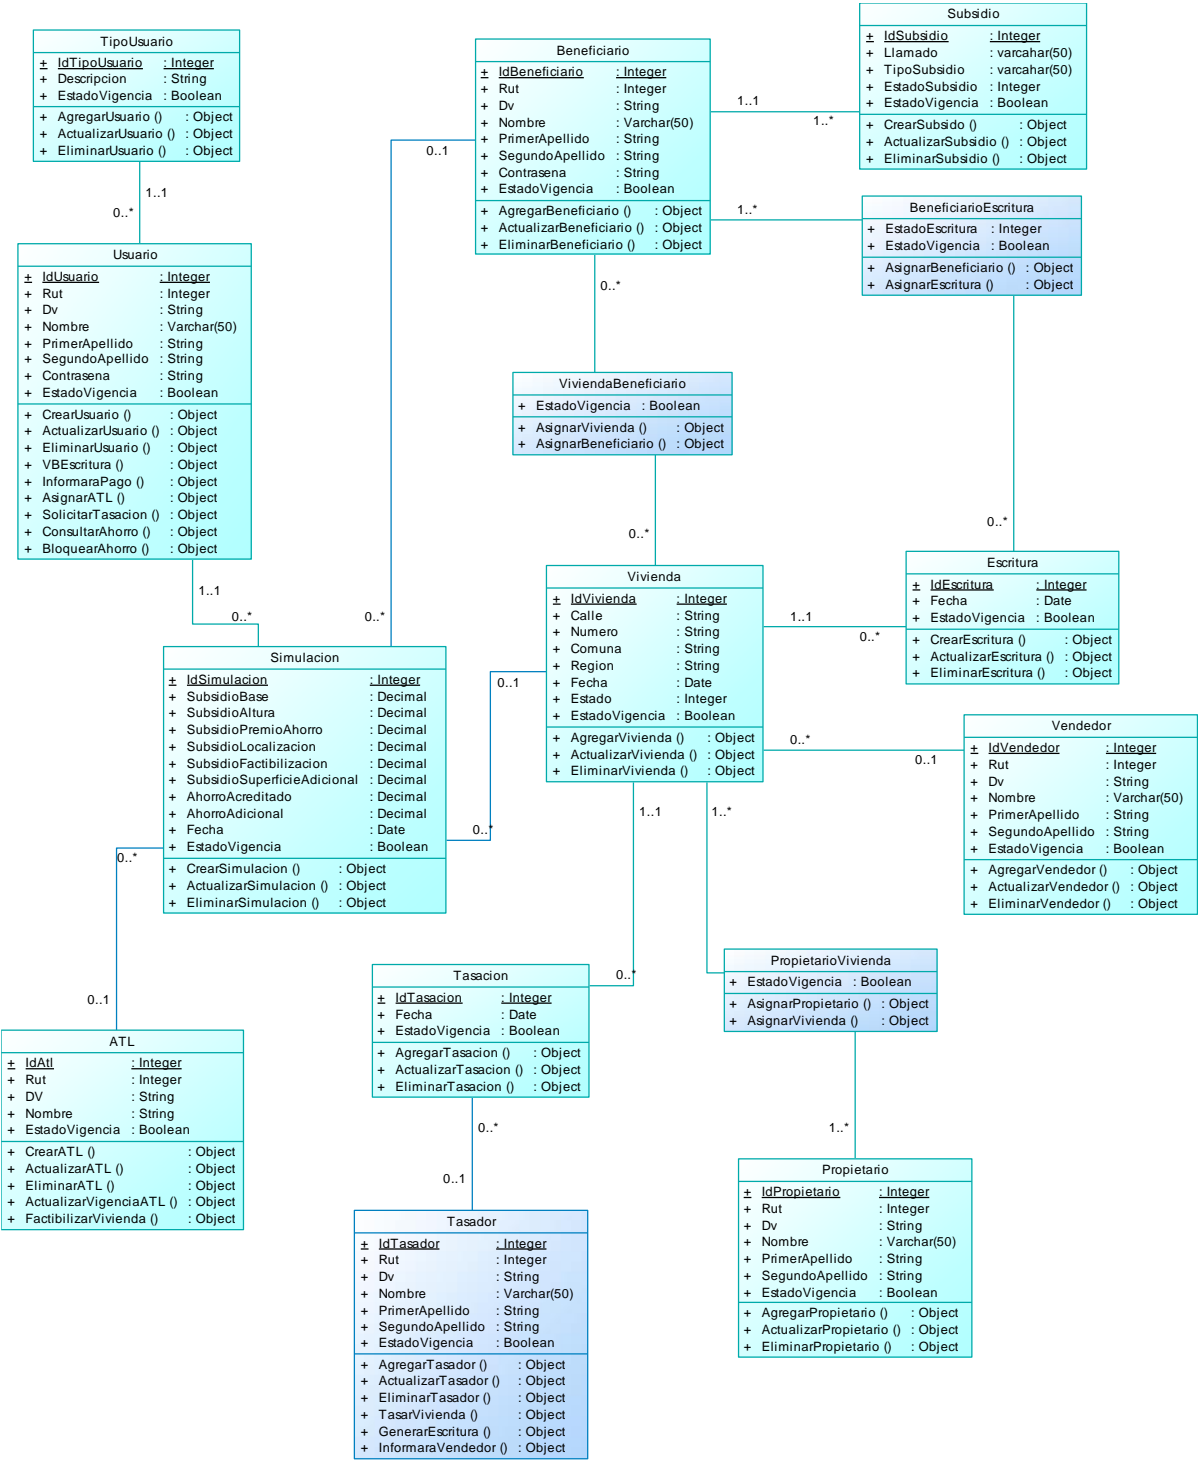 TipoUsuario
+ IdTipoUsuario : Integer
+ Descripcion : String
+ EstadoVigencia : Boolean
+ AgregarUsuario () : Object
+ ActualizarUsuario () : Object
+ EliminarUsuario () : Object
1..1
0..*
Usuario
+ IdUsuario : Integer
+ Rut : Integer
+ Dv : String
+ Nombre : Varchar(50)
+ PrimerApellido : String
+ SegundoApellido : String
+ Contrasena : String
+ EstadoVigencia : Boolean
+ CrearUsuario () : Object
+ ActualizarUsuario () : Object
+ EliminarUsuario () : Object
+ VBEscritura () : Object
+ InformaraPago () : Object
+ AsignarATL () : Object
+ SolicitarTasacion () : Object
+ ConsultarAhorro () : Object
+ BloquearAhorro () : Object
1..1
0..*
Beneficiario
+ IdBeneficiario : Integer
+ Rut : Integer
+ Dv : String
+ Nombre : Varchar(50)
+ PrimerApellido : String
+ SegundoApellido : String
+ Contrasena : String
+ EstadoVigencia : Boolean
+ AgregarBeneficiario () : Object
+ ActualizarBeneficiario () : Object
+ EliminarBeneficiario () : Object
0..1
0..*
1..1
1..*
Subsidio
+ IdSubsidio : Integer
+ Llamado : varcahar(50)
+ TipoSubsidio : varcahar(50)
+ EstadoSubsidio : Integer
+ EstadoVigencia : Boolean
+ CrearSubsido () : Object
+ ActualizarSubsidio () : Object
+ EliminarSubsidio () : Object
1..*
BeneficiarioEscritura
+ EstadoEscritura : Integer
+ EstadoVigencia : Boolean
+ AsignarBeneficiario () : Object
+ AsignarEscritura () : Object
0..*
0..*
ViviendaBeneficiario
+ EstadoVigencia : Boolean
+ AsignarVivienda () : Object
+ AsignarBeneficiario () : Object
0..*
Vivienda
+ IdVivienda : Integer
+ Calle : String
+ Numero : String
+ Comuna : String
+ Region : String
+ Fecha : Date
+ Estado : Integer
+ EstadoVigencia : Boolean
+ AgregarVivienda () : Object
+ ActualizarVivienda () : Object
+ EliminarVivienda () : Object
1..1
0..*
Escritura
+ IdEscritura : Integer
+ Fecha : Date
+ EstadoVigencia : Boolean
+ CrearEscritura () : Object
+ ActualizarEscritura () : Object
+ EliminarEscritura () : Object
0..*
0..1
Vendedor
+ IdVendedor : Integer
+ Rut : Integer
+ Dv : String
+ Nombre : Varchar(50)
+ PrimerApellido : String
+ SegundoApellido : String
+ EstadoVigencia : Boolean
+ AgregarVendedor () : Object
+ ActualizarVendedor () : Object
+ EliminarVendedor () : Object
Simulacion
+ IdSimulacion : Integer
+ SubsidioBase : Decimal
+ SubsidioAltura : Decimal
+ SubsidioPremioAhorro : Decimal
+ SubsidioLocalizacion : Decimal
+ SubsidioFactibilizacion : Decimal
+ SubsidioSuperficieAdicional : Decimal
+ AhorroAcreditado : Decimal
+ AhorroAdicional : Decimal
+ Fecha : Date
+ EstadoVigencia : Boolean
+ CrearSimulacion () : Object
+ ActualizarSimulacion () : Object
+ EliminarSimulacion () : Object
0..1
0..*
0..*
0..1
ATL
+ IdAtl : Integer
+ Rut : Integer
+ DV : String
+ Nombre : String
+ EstadoVigencia : Boolean
+ CrearATL () : Object
+ ActualizarATL () : Object
+ EliminarATL () : Object
+ ActualizarVigenciaATL () : Object
+ FactibilizarVivienda () : Object
1..1
0..*
Tasacion
+ IdTasacion : Integer
+ Fecha : Date
+ EstadoVigencia : Boolean
+ AgregarTasacion () : Object
+ ActualizarTasacion () : Object
+ EliminarTasacion () : Object
0..*
0..1
Tasador
+ IdTasador : Integer
+ Rut : Integer
+ Dv : String
+ Nombre : Varchar(50)
+ PrimerApellido : String
+ SegundoApellido : String
+ EstadoVigencia : Boolean
+ AgregarTasador () : Object
+ ActualizarTasador () : Object
+ EliminarTasador () : Object
+ TasarVivienda () : Object
+ GenerarEscritura () : Object
+ InformaraVendedor () : Object
1..*
PropietarioVivienda
+ EstadoVigencia : Boolean
+ AsignarPropietario () : Object
+ AsignarVivienda () : Object
1..*
Propietario
+ IdPropietario : Integer
+ Rut : Integer
+ Dv : String
+ Nombre : Varchar(50)
+ PrimerApellido : String
+ SegundoApellido : String
+ EstadoVigencia : Boolean
+ AgregarPropietario () : Object
+ ActualizarPropietario () : Object
+ EliminarPropietario () : Object